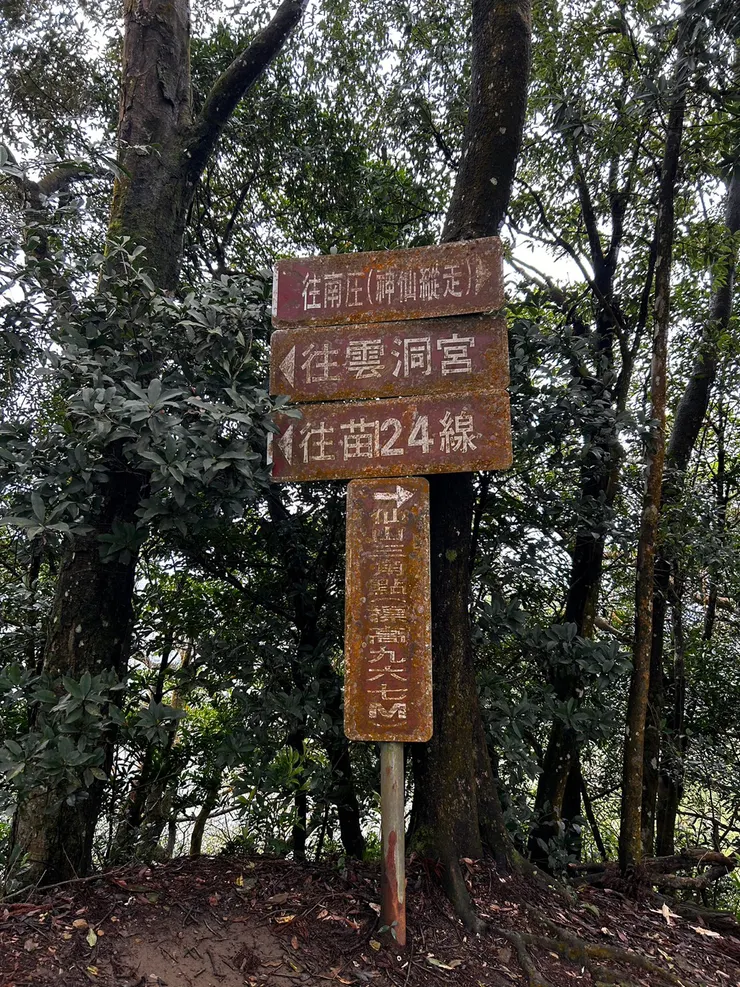 往南庄(神仙縱走)
往雲洞宮
往苗24線
仙山三角點 標高九六七M